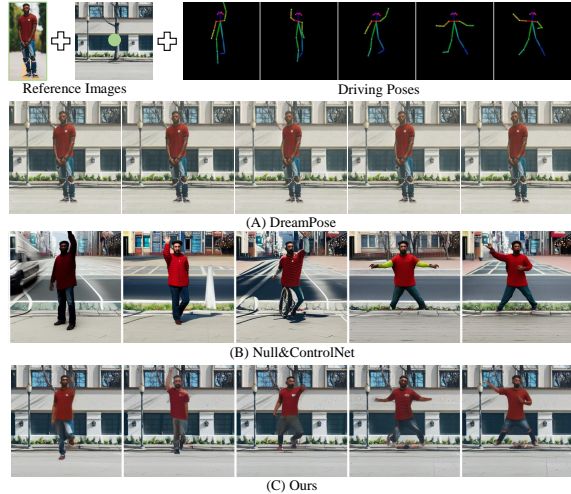 Reference Images
Driving Poses
(A) DreamPose
(B) Null&ControlNet
(C) Ours